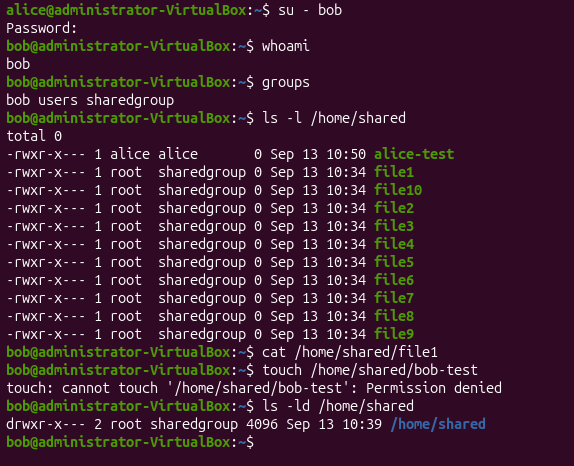 alice@administrator-VirtualBox:~$ su - bob
Password:
bob@administrator-VirtualBox:~$ whoami
bob
bob@administrator-VirtualBox:~$ groups
bob users sharedgroup
bob@administrator-VirtualBox:~$ ls -l /home/shared
total 0
-rwxr-x--- 1 alice alice       0 Sep 13 10:50 alice-test
-rwxr-x--- 1 root  sharedgroup 0 Sep 13 10:34 file1
-rwxr-x--- 1 root  sharedgroup 0 Sep 13 10:34 file10
-rwxr-x--- 1 root  sharedgroup 0 Sep 13 10:34 file2
-rwxr-x--- 1 root  sharedgroup 0 Sep 13 10:34 file3
-rwxr-x--- 1 root  sharedgroup 0 Sep 13 10:34 file4
-rwxr-x--- 1 root  sharedgroup 0 Sep 13 10:34 file5
-rwxr-x--- 1 root  sharedgroup 0 Sep 13 10:34 file6
-rwxr-x--- 1 root  sharedgroup 0 Sep 13 10:34 file7
-rwxr-x--- 1 root  sharedgroup 0 Sep 13 10:34 file8
-rwxr-x--- 1 root  sharedgroup 0 Sep 13 10:34 file9
bob@administrator-VirtualBox:~$ cat /home/shared/file1
bob@administrator-VirtualBox:~$ touch /home/shared/bob-test
touch: cannot touch '/home/shared/bob-test': Permission denied
bob@administrator-VirtualBox:~$ ls -ld /home/shared
drwxr-x--- 2 root sharedgroup 4096 Sep 13 10:39 /home/shared
bob@administrator-VirtualBox:~$